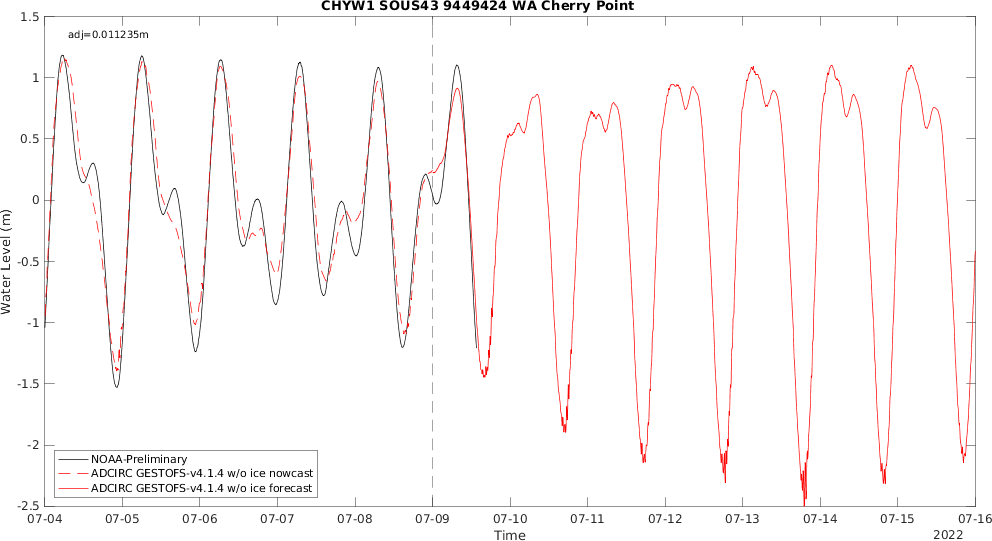 CHYW1 SOUS43 9449424 WA Cherry Point
adj=0.011235m
1.5
1
0.5
0
-0.5
-1
-1.5
-2
-2.5
Water Level (m)
NOAA-Preliminary
ADCIRC GESTOFS-v4.1.4 w/o ice nowcast
ADCIRC GESTOFS-v4.1.4 w/o ice forecast
07-04 07-05 07-06 07-07 07-08 07-09 07-10 07-11 07-12 07-13 07-14 07-15 07-16
Time
2022